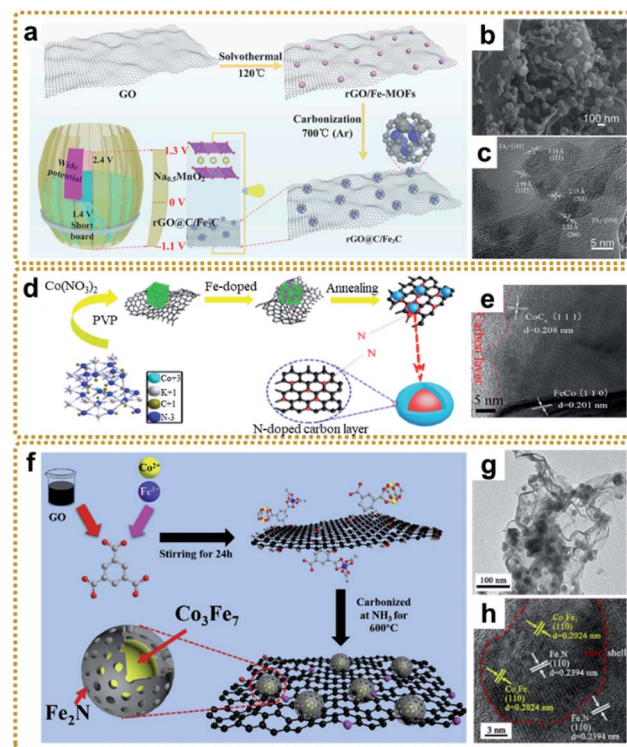 a
Solvothermal
120℃
GO
rGO/Fe-MOFs
Carbonization
700℃ (Ar)
Wide potential
2.4 V
1.3 V
Na0.5MnO2
0 V
1.4 V
Short
board
rGO@C/Fe3C
-1.1 V
rGO@C/Fe3C
b
100 nm
c
5 nm
d
Co(NO3)2
PVP
Fe-doped
Annealing
Co+3
K+1
C+1
N-3
N
N
N-doped carbon layer
e
CoCx (1 1 1)
d=0.208 nm
Carbon layer
5 nm
FeCo (1 1 0)
d=0.201 nm
f
GO
Co2+
Fe3+
Stirring for 24h
Carbonized
at NH3 for
600°C
Co3Fe7
Fe2N
g
100 nm
h
(110)
d=0.2024 nm
shell
Fe2N
(110)
d=0.2394 nm
(110)
d=0.2024 nm
(110)
d=0.2394 nm
3 nm